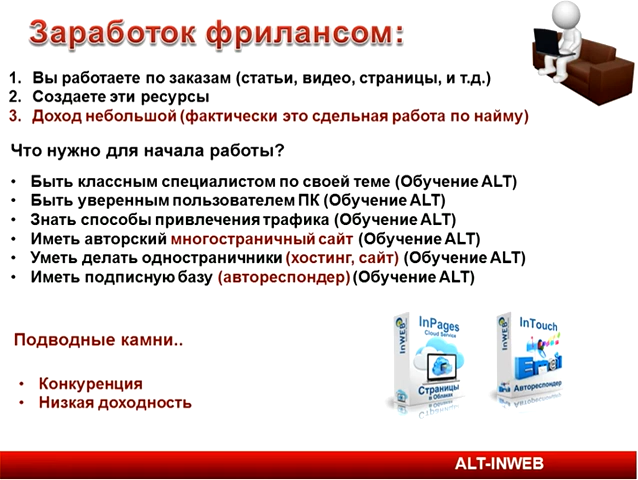 Заработок фрилансом:
1. Вы работаете по заказам (статьи, видео, страницы, и т.д.)
2. Создаете эти ресурсы
3. Доход небольшой (фактически это сдельная работа по найму)
Что нужно для начала работы?
• Быть классным специалистом по своей теме (Обучение ALT)
• Быть уверенным пользователем ПК (Обучение ALT)
• Знать способы привлечения трафика (Обучение ALT)
• Иметь авторский многостраничный сайт (Обучение ALT)
• Уметь делать одностраничники (хостинг, сайт) (Обучение ALT)
• Иметь подписную базу (автореспондер) (Обучение ALT)
Подводные камни..
• Конкуренция
• Низкая доходность
InWEB
InPages
Cloud Service
Страницы
в Облаках
InWEB
InTouch
Email
Автореспондер
ALT-INWEB